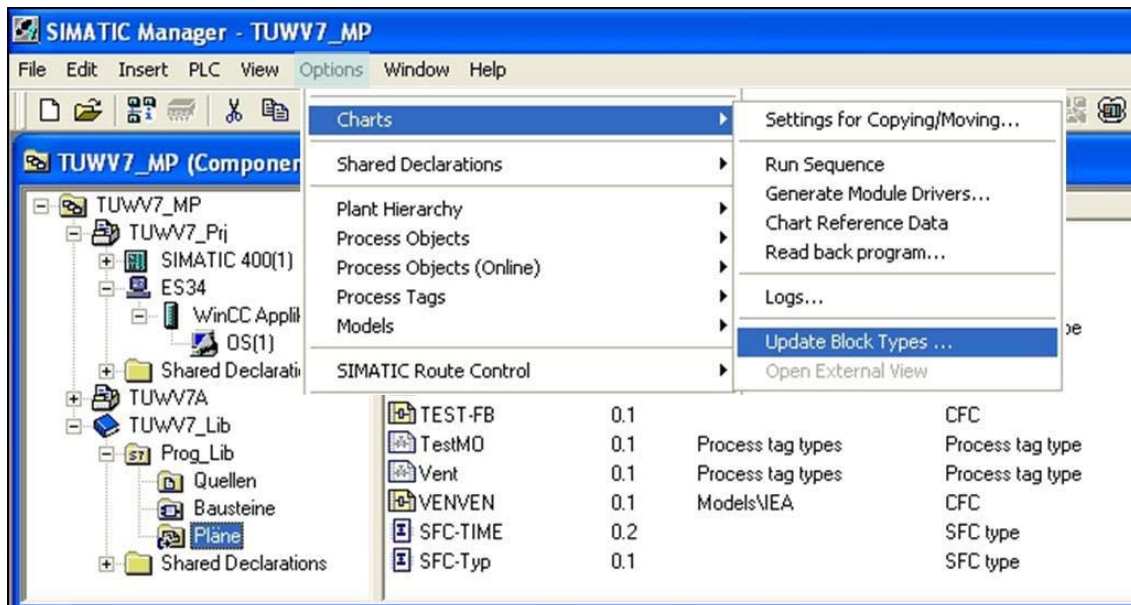 SIMATIC Manager - TUWV7_MP
File Edit Insert PLC View Options Window Help
TUWV7_MP (Componer
TUWV7_MP
TUWV7_Prj
SIMATIC 400(1)
ES34
WinCC Applik
OS(1)
Shared Declarati
TUWV7A
TUWV7_Lib
Prog_Lib
Quellen
Bausteine
Pläne
Shared Declarations
Charts
Shared Declarations
Plant Hierarchy
Process Objects
Process Objects (Online)
Process Tags
Models
SIMATIC Route Control
Settings for Copying/Moving...
Run Sequence
Generate Module Drivers...
Chart Reference Data
Read back program...
Logs...
Update Block Types ...
Open External View
pe
TEST-FB 0.1 CFC
TestMO 0.1 Process tag types Process tag type
Vent 0.1 Process tag types Process tag type
VENVEN 0.1 Models\IEA CFC
SFC-TIME 0.2 SFC type
SFC-Typ 0.1 SFC type